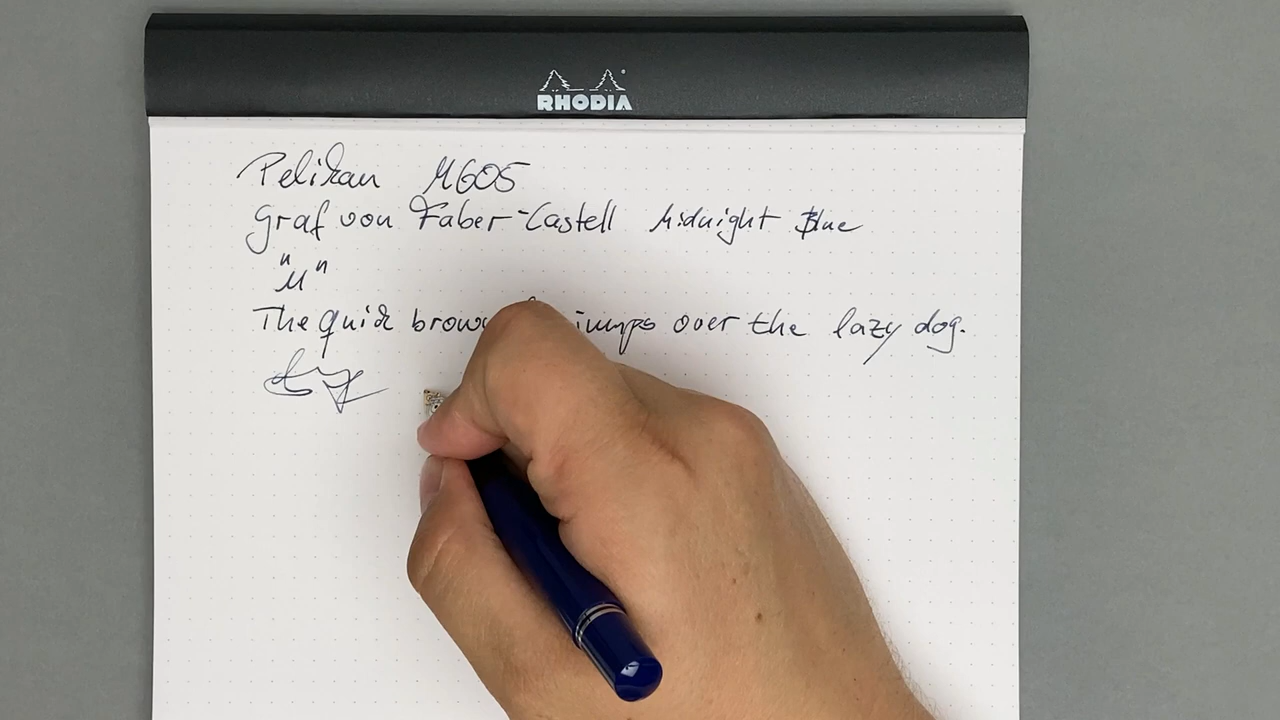 RHODIA
Pelikan M605
Graf von Faber-Castell Midnight Blue
"M"
The quick brown jumps over the lazy dog.